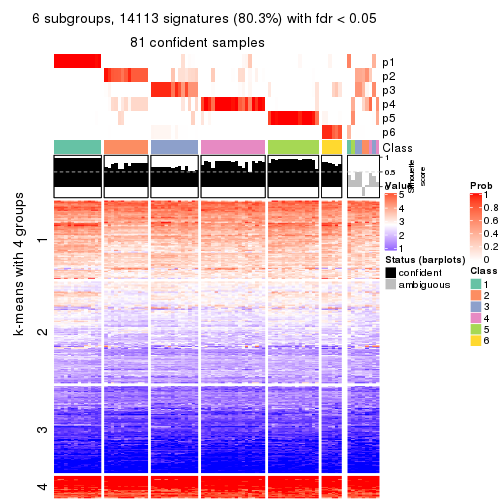 6 subgroups, 14113 signatures (80.3%) with fdr < 0.05
81 confident samples
p1
p2
p3
p4
p5
p6
Class
1
0.5
0
Silhouette
score
k-means with 4 groups
1
2
3
4
Value
5
4
3
2
1
Status (barplots)
confident
ambiguous
Prob
1
0.8
0.6
0.4
0.2
0
Class
1
2
3
4
5
6